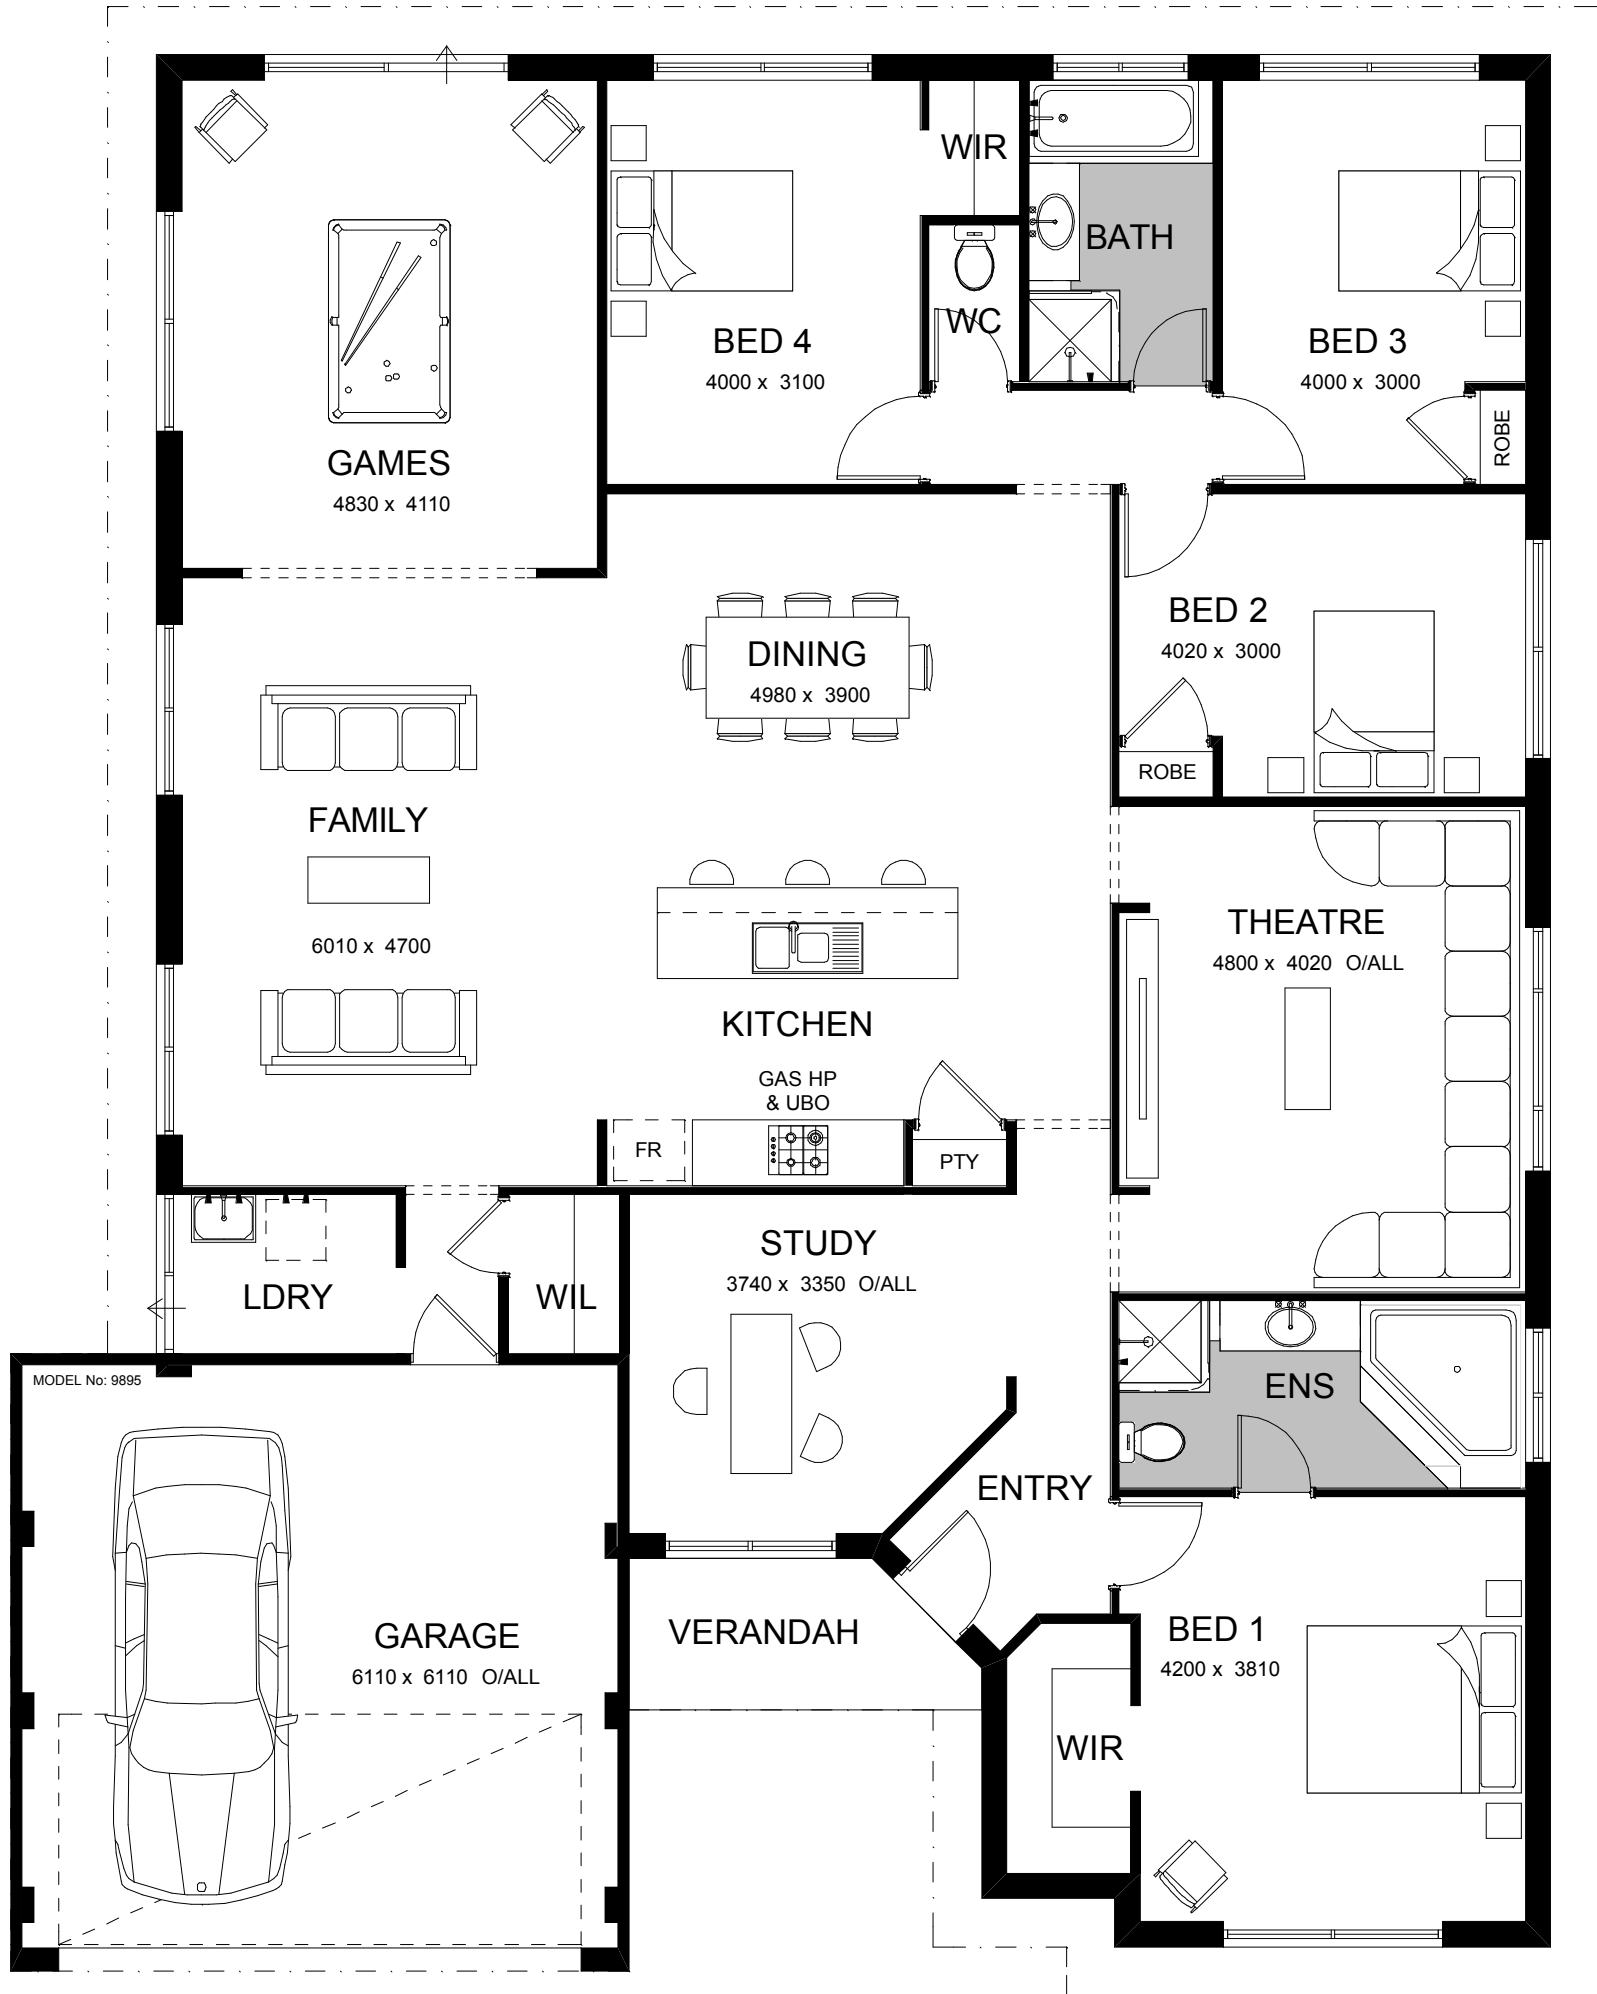 WIR
BATH
WC
BED 4
4000 x 3100
BED 3
4000 x 3000
ROBE
GAMES
4830 x 4110
BED 2
4020 x 3000
ROBE
DINING
4980 x 3900
FAMILY
6010 x 4700
THEATRE
4800 x 4020 O/ALL
KITCHEN
GAS HP
& UBO
FR
PTY
STUDY
3740 x 3350 O/ALL
LDRY
WIL
MODEL No: 9895
ENS
ENTRY
GARAGE
6110 x 6110 O/ALL
VERANDAH
BED 1
4200 x 3810
WIR